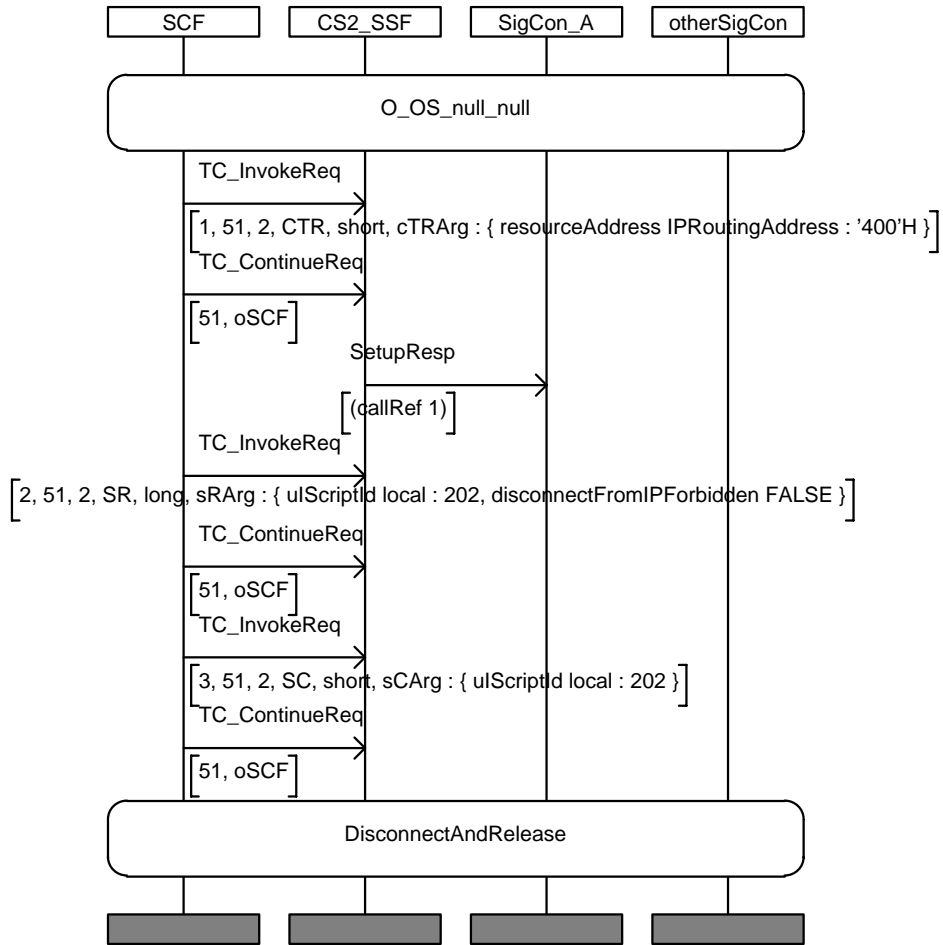 SCF CS2_SSF SigCon_A otherSigCon
O_OS_null_null
TC_InvokeReq
1, 51, 2, CTR, short, cTRArg : { resourceAddress IPRoutingAddress : '400'H }
TC_ContinueReq
51, oSCF
SetupResp
(callRef 1)
TC_InvokeReq
2, 51, 2, SR, long, sRArg : { uIScriptId local : 202, disconnectFromIPForbidden FALSE }
TC_ContinueReq
51, oSCF
TC_InvokeReq
3, 51, 2, SC, short, sCArg : { uIScriptId local : 202 }
TC_ContinueReq
51, oSCF
DisconnectAndRelease